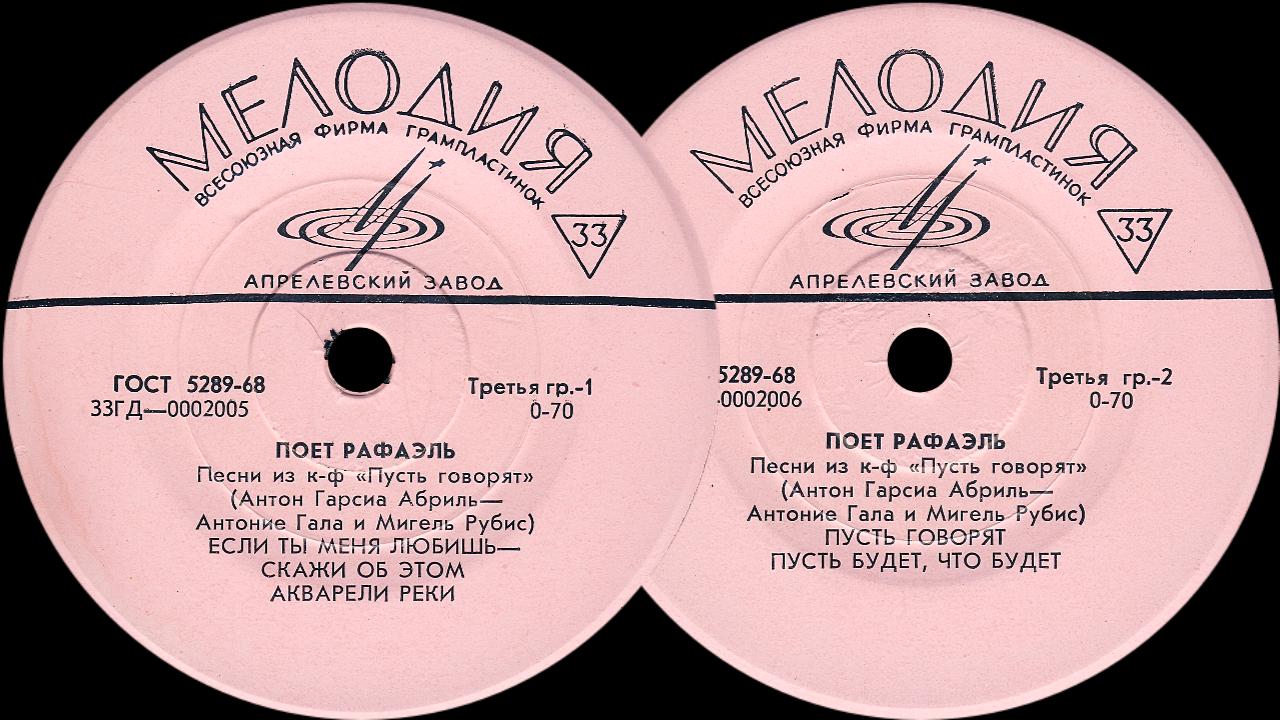 МЕЛОДИЯ
ВСЕСОЮЗНАЯ ФИРМА ГРАМПЛАСТИНОК
33
АПРЕЛЕВСКИЙ ЗАВОД
ГОСТ 5289-68
33ГД—0002005
Третья гр.-1
0-70
ПОЕТ РАФАЭЛЬ
Песни из к-ф «Пусть говорят»
(Антон Гарсиа Абриль—
Антоние Гала и Мигель Рубис)
ЕСЛИ ТЫ МЕНЯ ЛЮБИШЬ—
СКАЖИ ОБ ЭТОМ
АКВАРЕЛИ РЕКИ
МЕЛОДИЯ
ВСЕСОЮЗНАЯ ФИРМА ГРАМПЛАСТИНОК
33
АПРЕЛЕВСКИЙ ЗАВОД
5289-68
-0002006
Третья гр.-2
0-70
ПОЕТ РАФАЭЛЬ
Песни из к-ф «Пусть говорят»
(Антон Гарсиа Абриль—
Антоние Гала и Мигель Рубис)
ПУСТЬ ГОВОРЯТ
ПУСТЬ БУДЕТ, ЧТО БУДЕТ